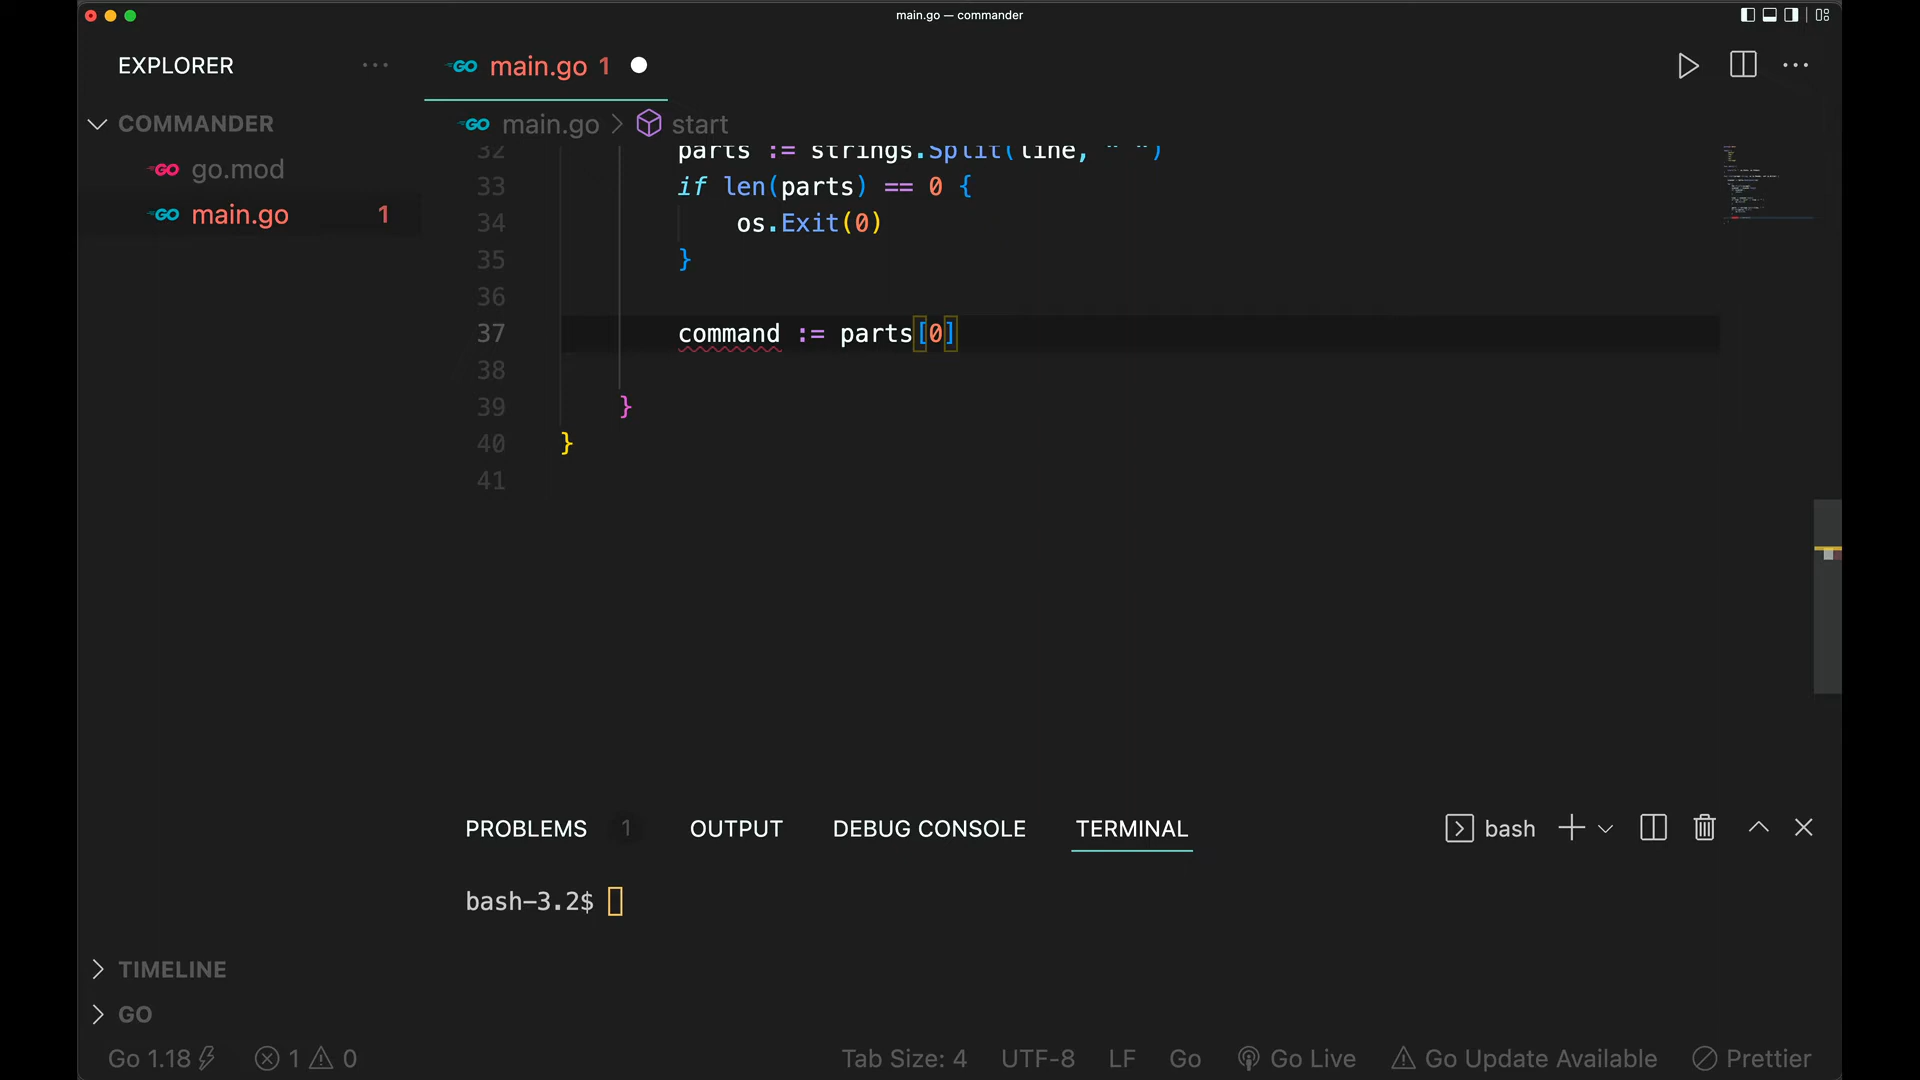 main.go — commander
EXPLORER
main.go 1
COMMANDER
main.go > start
go.mod
main.go 1
32 parts := strings.Split(line, " ")
33 if len(parts) == 0 {
34 os.Exit(0)
35 }
36
37 command := parts[0]
38
39 }
40 }
41
PROBLEMS 1 OUTPUT DEBUG CONSOLE TERMINAL
bash
bash-3.2$
TIMELINE
GO
Go 1.18 1 0 Tab Size: 4 UTF-8 LF Go Go Live Go Update Available Prettier